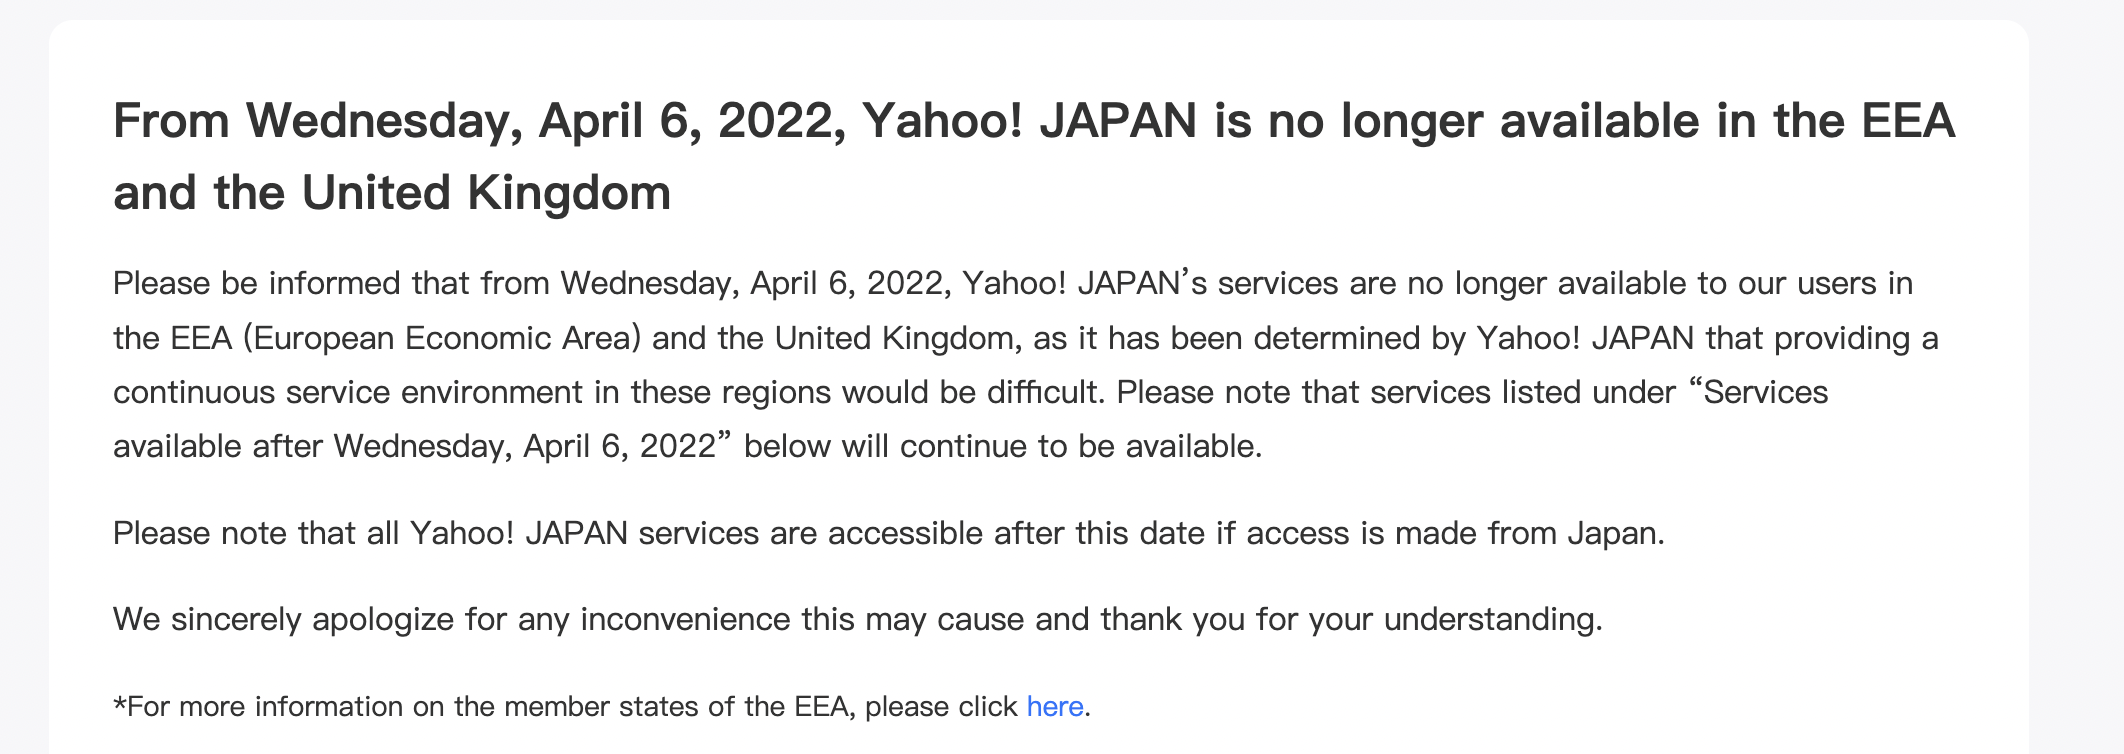 From Wednesday, April 6, 2022, Yahoo! JAPAN is no longer available in the EEA
and the United Kingdom
Please be informed that from Wednesday, April 6, 2022, Yahoo! JAPAN’s services are no longer available to our users in
the EEA (European Economic Area) and the United Kingdom, as it has been determined by Yahoo! JAPAN that providing a
continuous service environment in these regions would be difficult. Please note that services listed under “Services
available after Wednesday, April 6, 2022” below will continue to be available.
Please note that all Yahoo! JAPAN services are accessible after this date if access is made from Japan.
We sincerely apologize for any inconvenience this may cause and thank you for your understanding.
*For more information on the member states of the EEA, please click here.